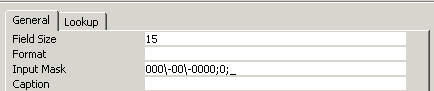 General Lookup
Field Size 15
Format
Input Mask 000\-00\-0000;0;_
Caption